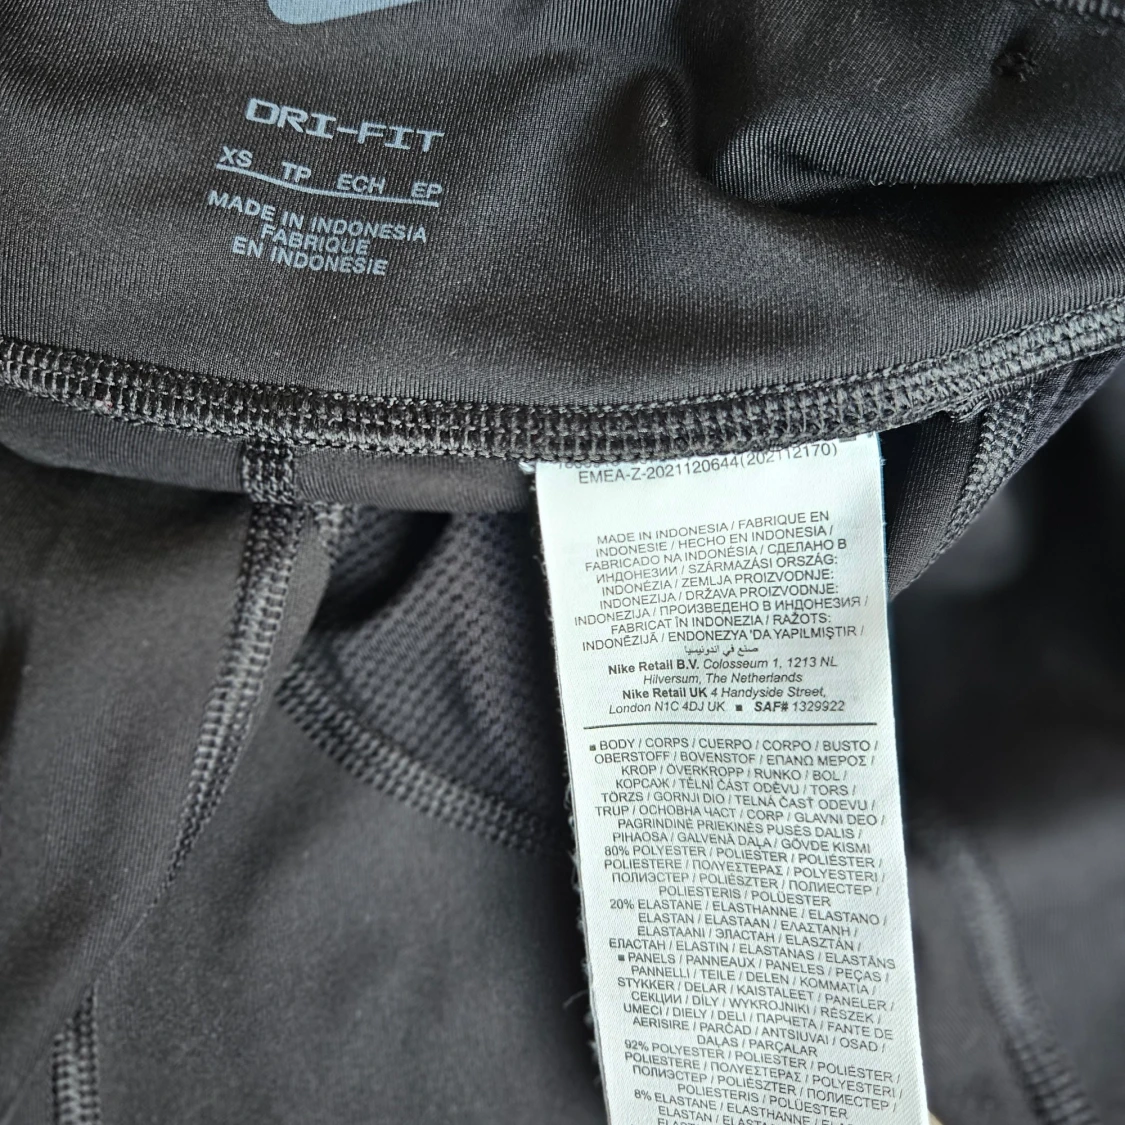 DRI-FIT
XS TP ECH EP
MADE IN INDONESIA
FABRIQUE
EN INDONESIE
EMEA-Z-2021120644(202112170)
MADE IN INDONESIA / FABRIQUE EN
INDONESIE / HECHO EN INDONESIA /
FABRICADO NA INDONÉSIA / СДЕЛАНО В
ИНДОНЕЗИИ / SZÁRMAZÁSI ORSZÁG:
INDONÉZIA / ZEMLJA PROIZVODNJE:
INDONEZIJA / DRŽAVA PROIZVODNJE:
INDONEZIJA / ПРОИЗВЕДЕНО В ИНДОНЕЗИЯ /
FABRICAT ÎN INDONEZIA / RAŽOTS:
INDONĒZIJĀ / ENDONEZYA'DA YAPILMIŞTIR /
صنع في اندونيسيا
Nike Retail B.V. Colosseum 1, 1213 NL
Hilversum, The Netherlands
Nike Retail UK 4 Handyside Street,
London N1C 4DJ UK ■ SAF# 1329922
■ BODY / CORPS / CUERPO / CORPO / BUSTO /
OBERSTOFF / BOVENSTOF / ΕΠΑΝΩ ΜΕΡΟΣ /
KROP / ÖVERKROPP / RUNKO / BOL /
КОРСАЖ / TĚLNÍ ČÁST ODĚVU / TORS /
TÖRZS / GORNJI DIO / TELNÁ ČASŤ ODEVU /
TRUP / ОСНОВНА ЧАСТ / CORP / GLAVNI DEO /
PAGRINDINĖ PRIEKINĖS PUSĖS DALIS /
PIHAOSA / GALVENĀ DAĻA / GÖVDE KISMI
80% POLYESTER / POLIESTER / POLIÉSTER /
POLIESTERE / ΠΟΛΥΕΣΤΕΡΑΣ / POLYESTERI /
ПОЛИЭСТЕР / POLIÉSZTER / ПОЛИЕСТЕР /
POLIESTERIS / POLÜESTER
20% ELASTANE / ELASTHANNE / ELASTANO /
ELASTAN / ELASTAAN / ΕΛΑΣΤΑΝΗ /
ELASTAANI / ЭЛАСТАН / ELASZTÁN /
ЕЛАСТАН / ELASTIN / ELASTANAS / ELASTĀNS
■ PANELS / PANNEAUX / PANELES / PEÇAS /
PANNELLI / TEILE / DELEN / ΚΟΜΜΑΤΙΑ /
STYKKER / DELAR / KAISTALEET / PANELER /
СЕКЦИИ / DÍLY / WYKROJNIKI / RÉSZEK /
UMECI / DIELY / DELI / ПАРЧЕТА / FANTE DE
AERISIRE / PARČAD / ANTSIUVAI / OSAD /
DAĻAS / PARÇALAR
92% POLYESTER / POLIESTER / POLIÉSTER /
POLIESTERE / ΠΟΛΥΕΣΤΕΡΑΣ / POLYESTERI /
ПОЛИЭСТЕР / POLIÉSZTER / ПОЛИЕСТЕР /
POLIESTERIS / POLÜESTER
8% ELASTANE / ELASTHANNE / ELASTANO /
ELASTAN / ELASTAAN / ΕΛΑΣΤΑΝΗ /